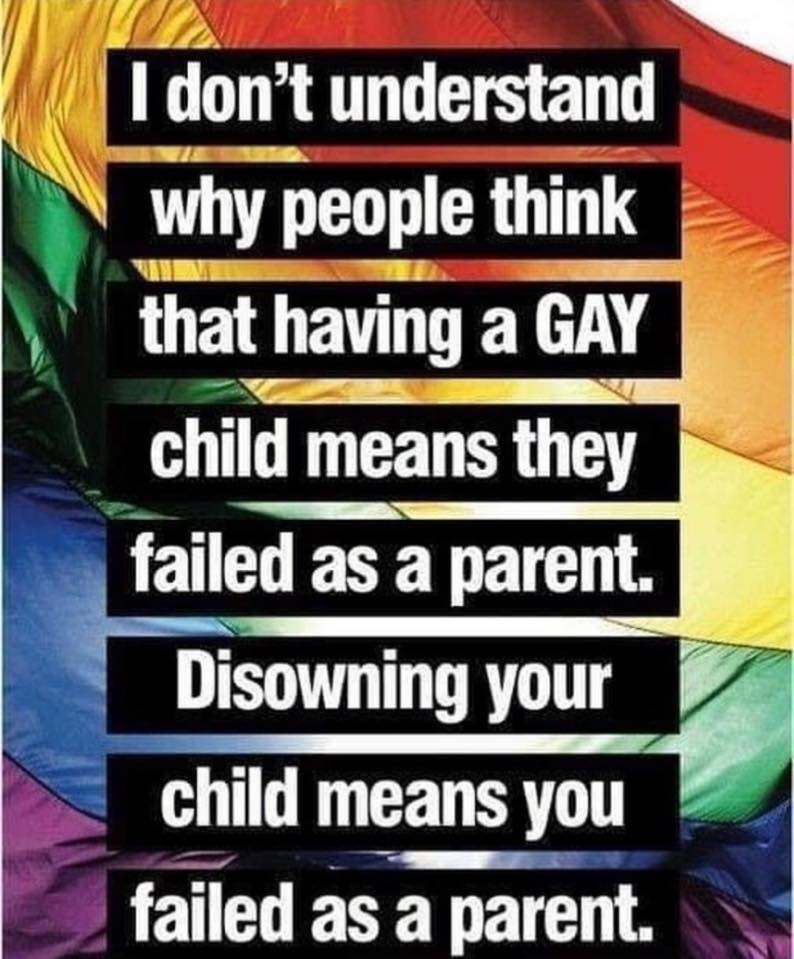 I don't understand
why people think
that having a GAY
child means they
failed as a parent.
Disowning your
child means you
failed as a parent.